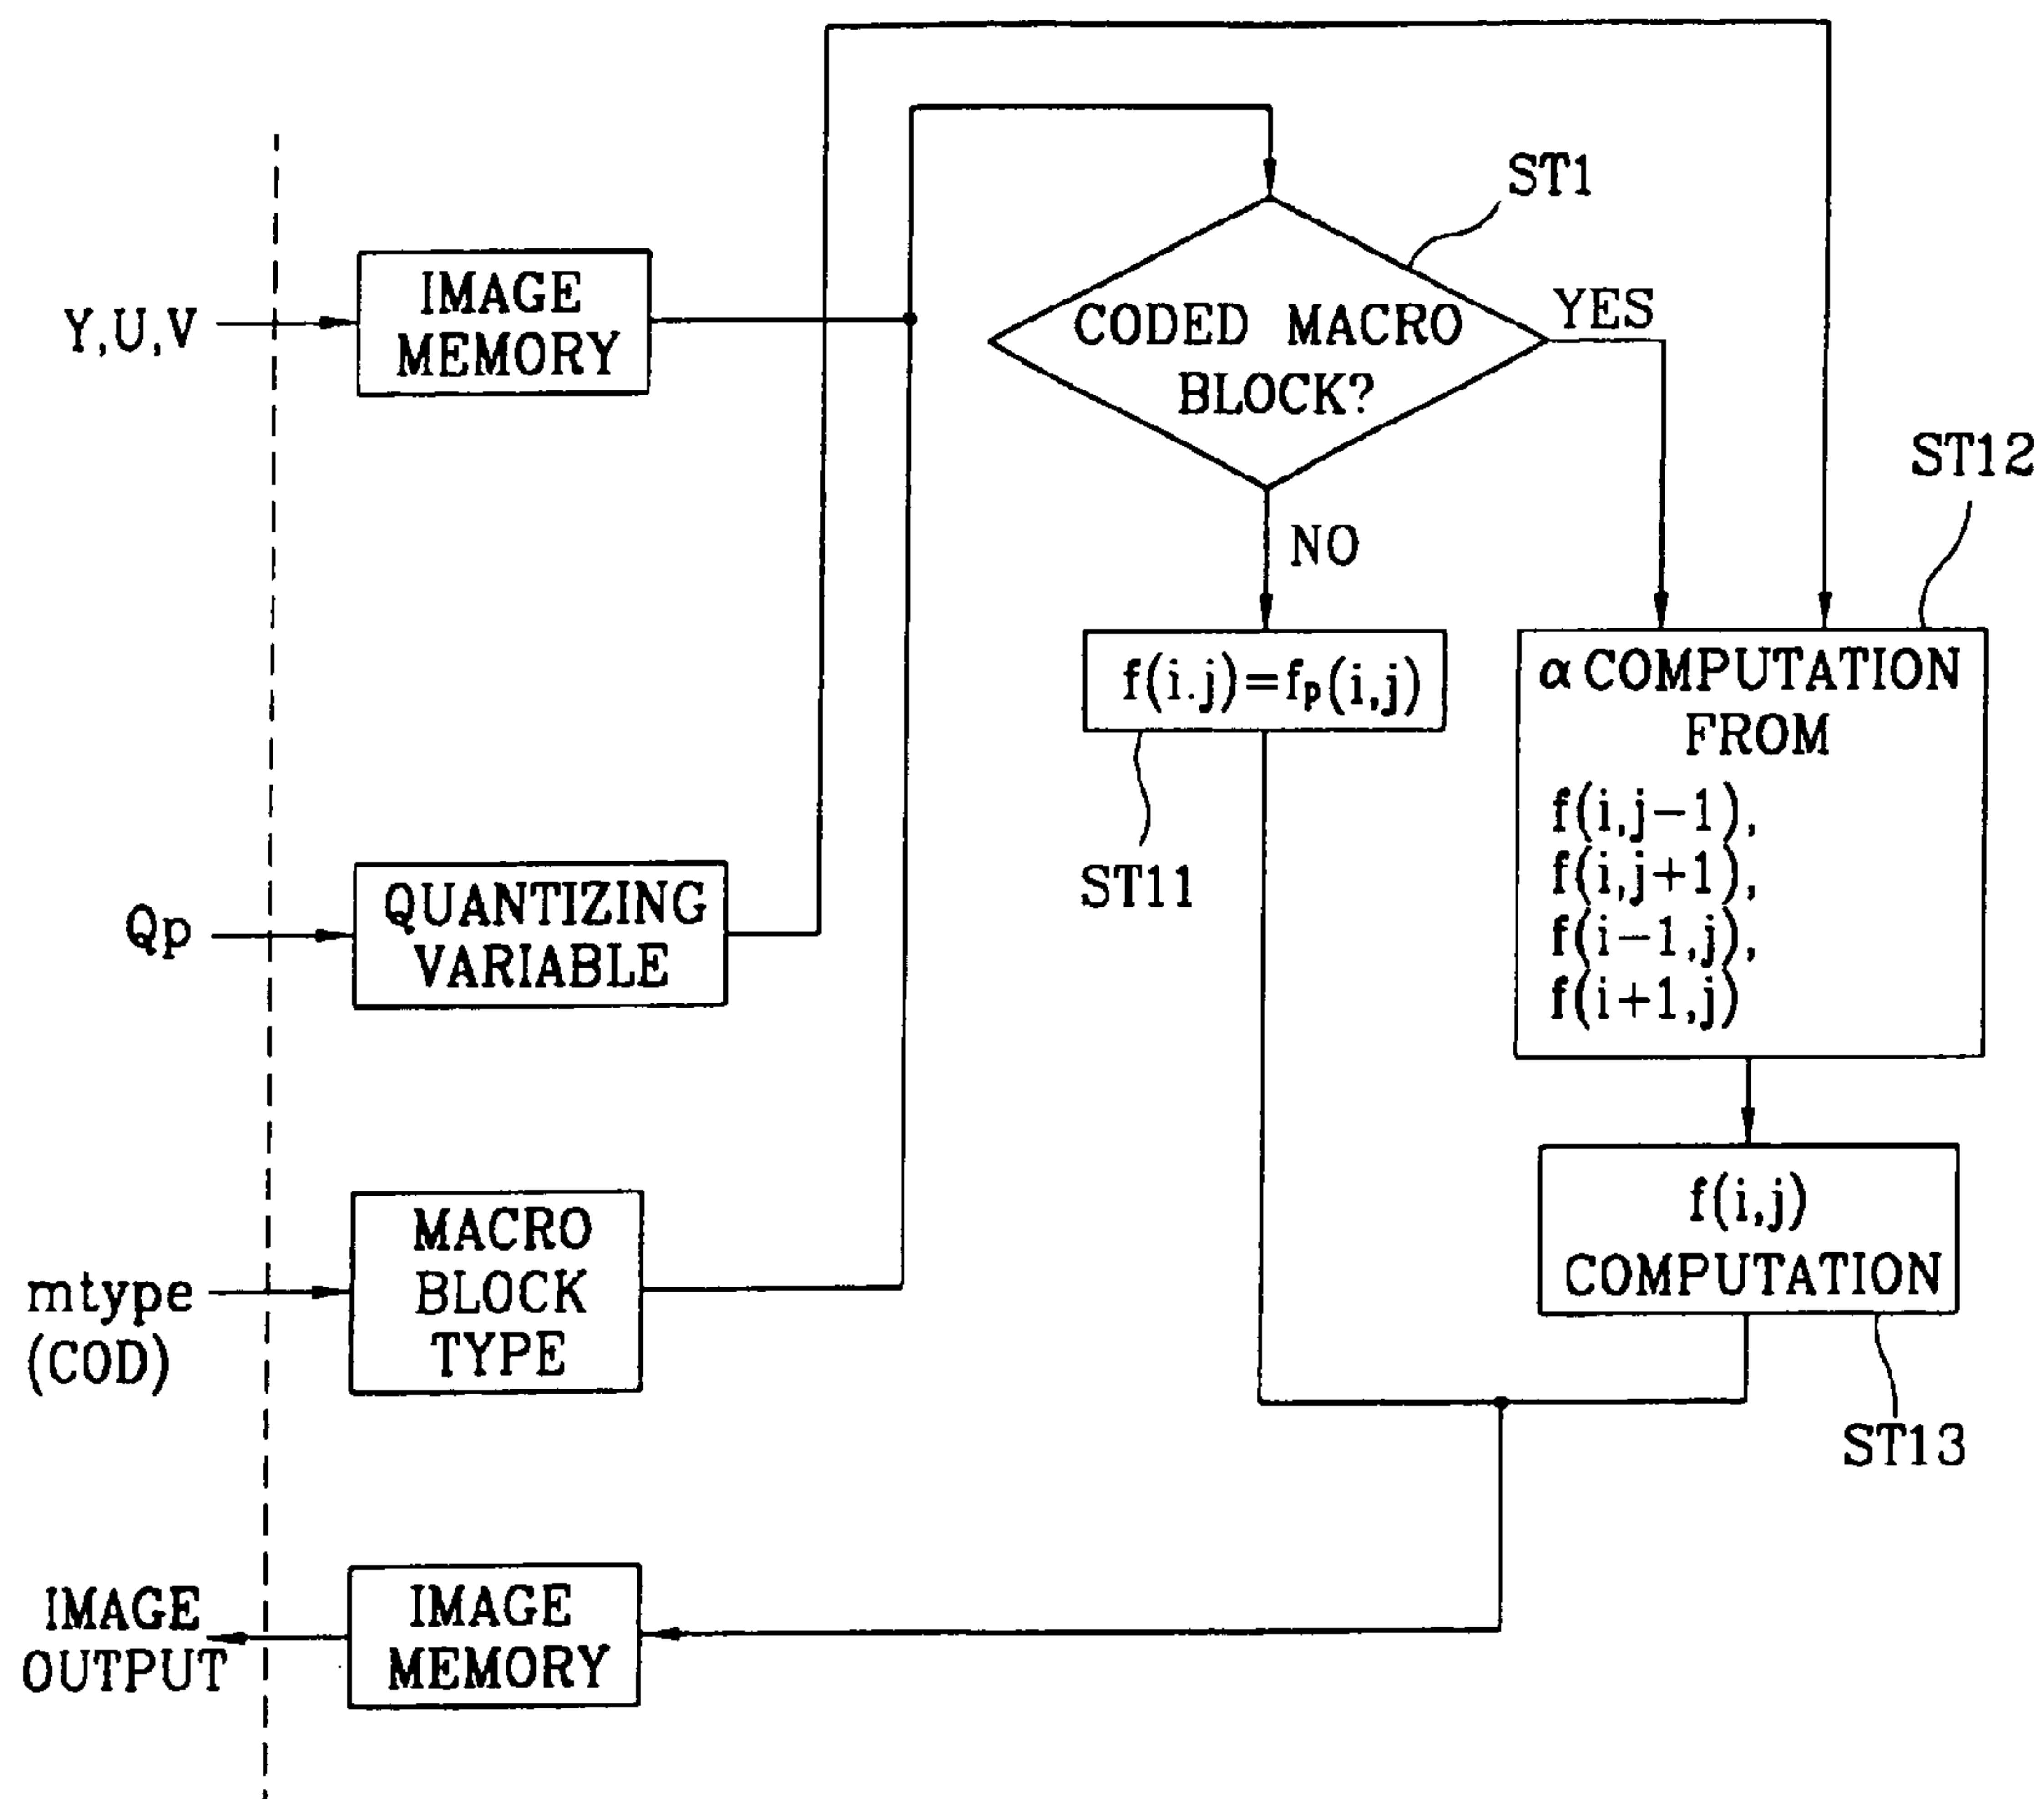 ST1
Y,U,V
IMAGE
MEMORY
CODED MACRO
BLOCK?
YES
NO
ST12
f(i.j)=fp(i,j)
ST11
α COMPUTATION
FROM
f(i,j-1),
f(i,j+1),
f(i-1,j),
f(i+1,j)
Qp
QUANTIZING
VARIABLE
f(i,j)
COMPUTATION
ST13
mtype
(COD)
MACRO
BLOCK
TYPE
IMAGE
OUTPUT
IMAGE
MEMORY